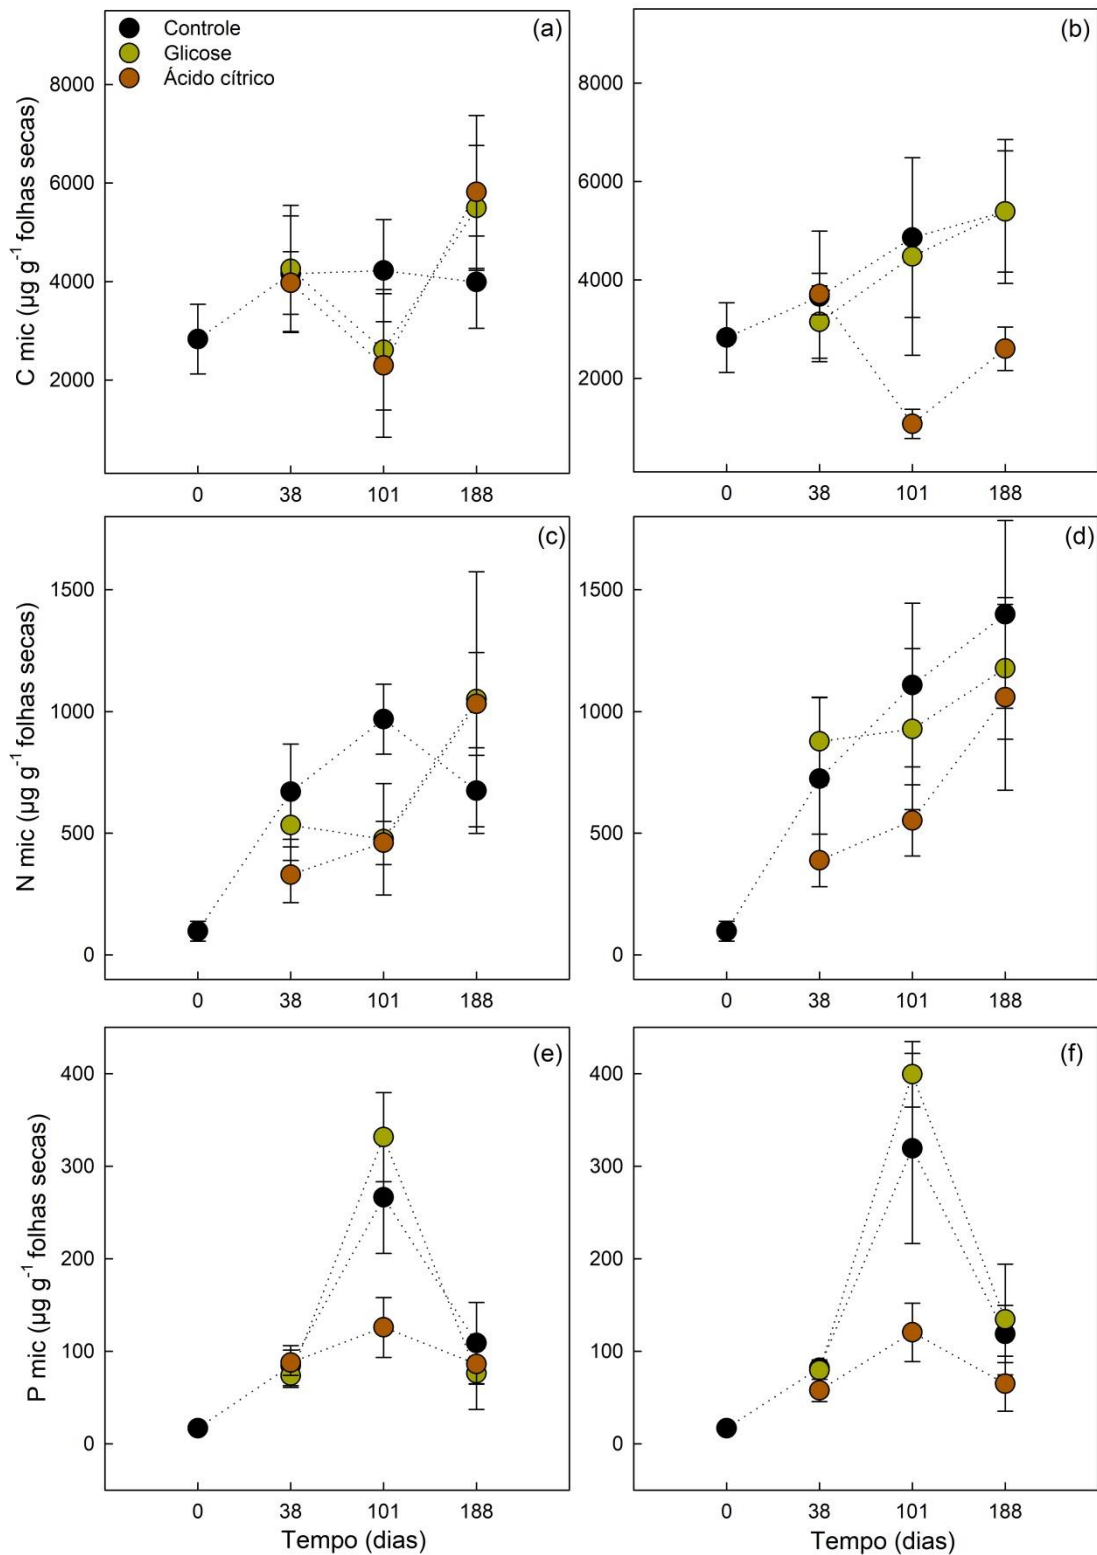 Controle
Glicose
Ácido cítrico
(a)
(b)
C mic (µg g⁻¹ folhas secas)
8000
6000
4000
2000
0 38 101 188
8000
6000
4000
2000
0 38 101 188
(c)
(d)
N mic (µg g⁻¹ folhas secas)
1500
1000
500
0
0 38 101 188
1500
1000
500
0
0 38 101 188
(e)
(f)
P mic (µg g⁻¹ folhas secas)
400
300
200
100
0
0 38 101 188
Tempo (dias)
400
300
200
100
0
0 38 101 188
Tempo (dias)